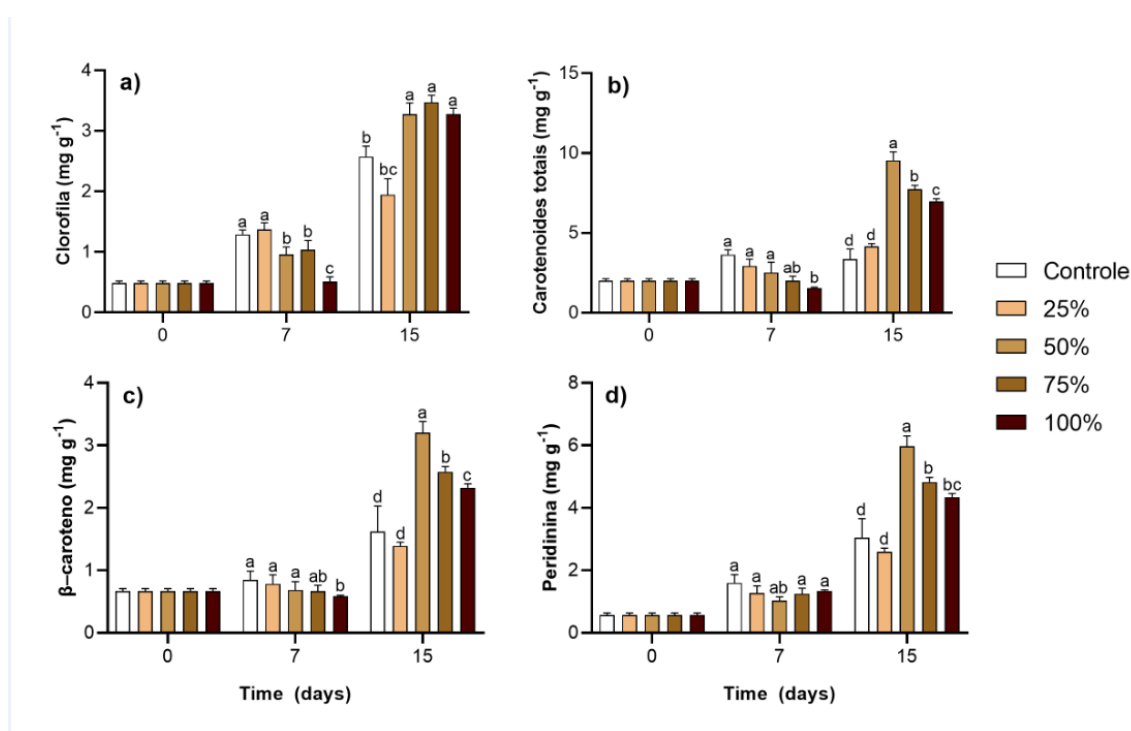 a)
Clorofila (mg g⁻¹)
4
3
2
1
0
a a b b c
b bc a a a
0 7 15
b)
Carotenoides totais (mg g⁻¹)
15
10
5
0
a a a ab b
d d a b c
0 7 15
c)
β–caroteno (mg g⁻¹)
4
3
2
1
0
a a a ab b
d d a b c
0 7 15
Time (days)
d)
Peridinina (mg g⁻¹)
8
6
4
2
0
a a ab a a
d d a b bc
0 7 15
Time (days)
Controle
25%
50%
75%
100%